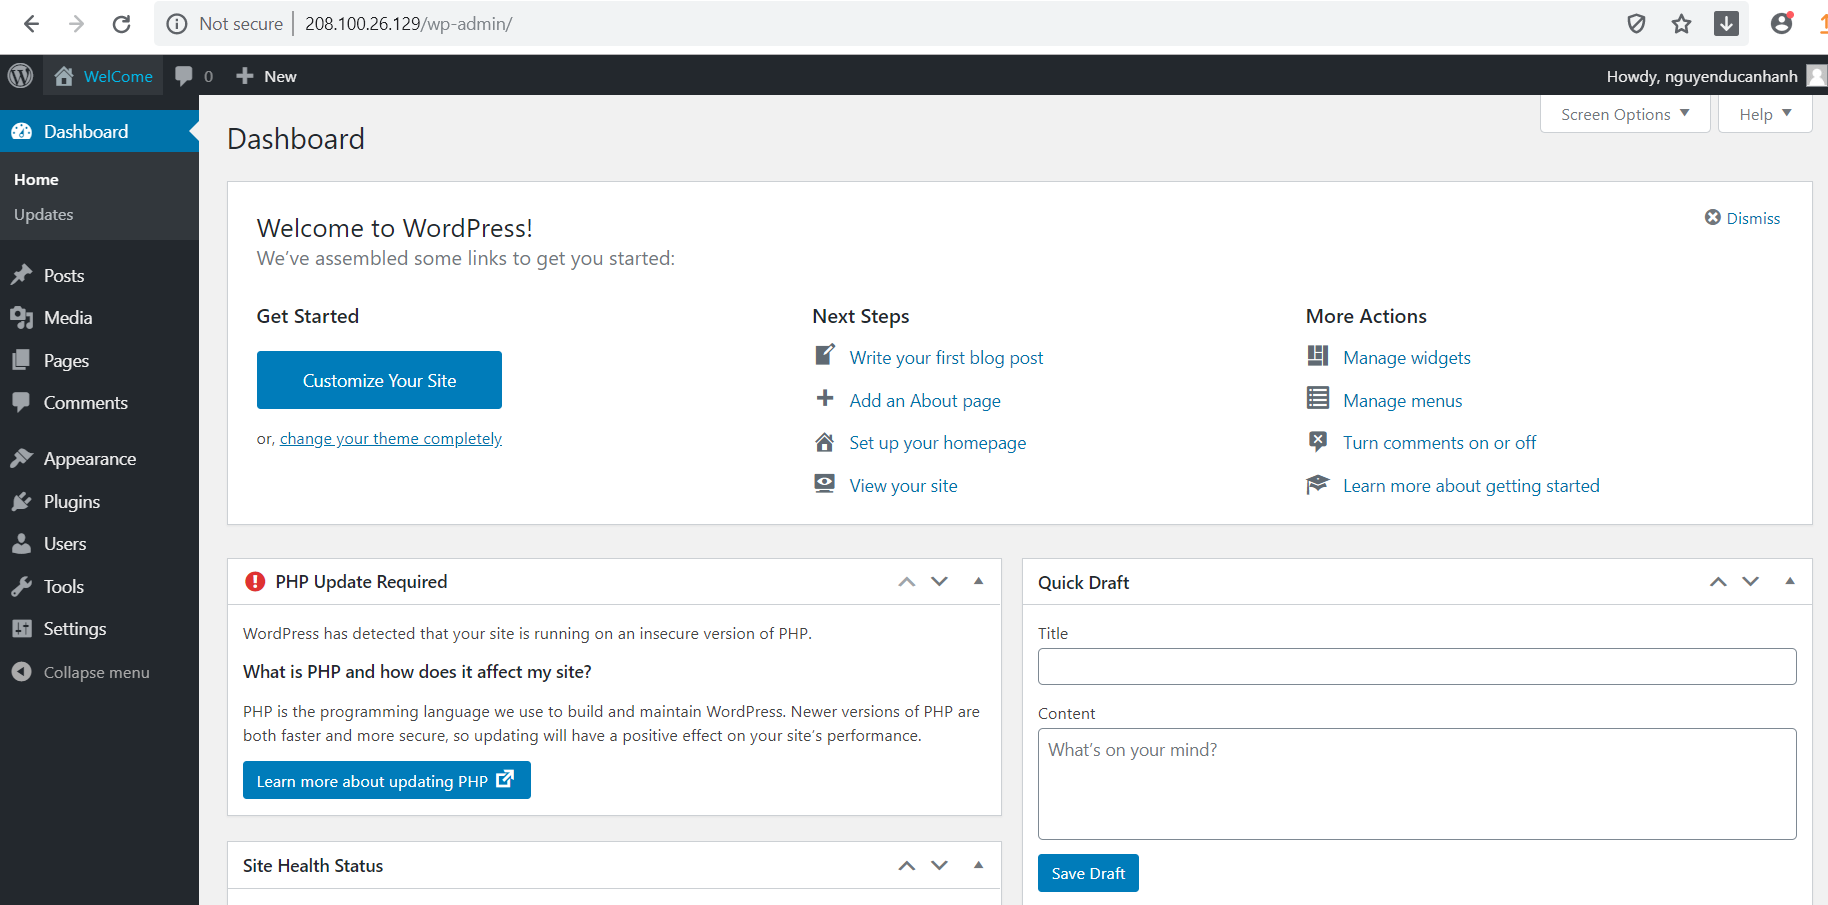 Not secure 208.100.26.129/wp-admin/
WelCome 0 New Howdy, nguyenducanhanh
Screen Options Help
Dashboard
Home
Updates
Posts
Media
Pages
Comments
Appearance
Plugins
Users
Tools
Settings
Collapse menu
Dashboard
Welcome to WordPress!
We've assembled some links to get you started:
Dismiss
Get Started
Customize Your Site
or, change your theme completely
Next Steps
Write your first blog post
Add an About page
Set up your homepage
View your site
More Actions
Manage widgets
Manage menus
Turn comments on or off
Learn more about getting started
PHP Update Required
WordPress has detected that your site is running on an insecure version of PHP.
What is PHP and how does it affect my site?
PHP is the programming language we use to build and maintain WordPress. Newer versions of PHP are
both faster and more secure, so updating will have a positive effect on your site's performance.
Learn more about updating PHP
Site Health Status
Quick Draft
Title
Content
What's on your mind?
Save Draft